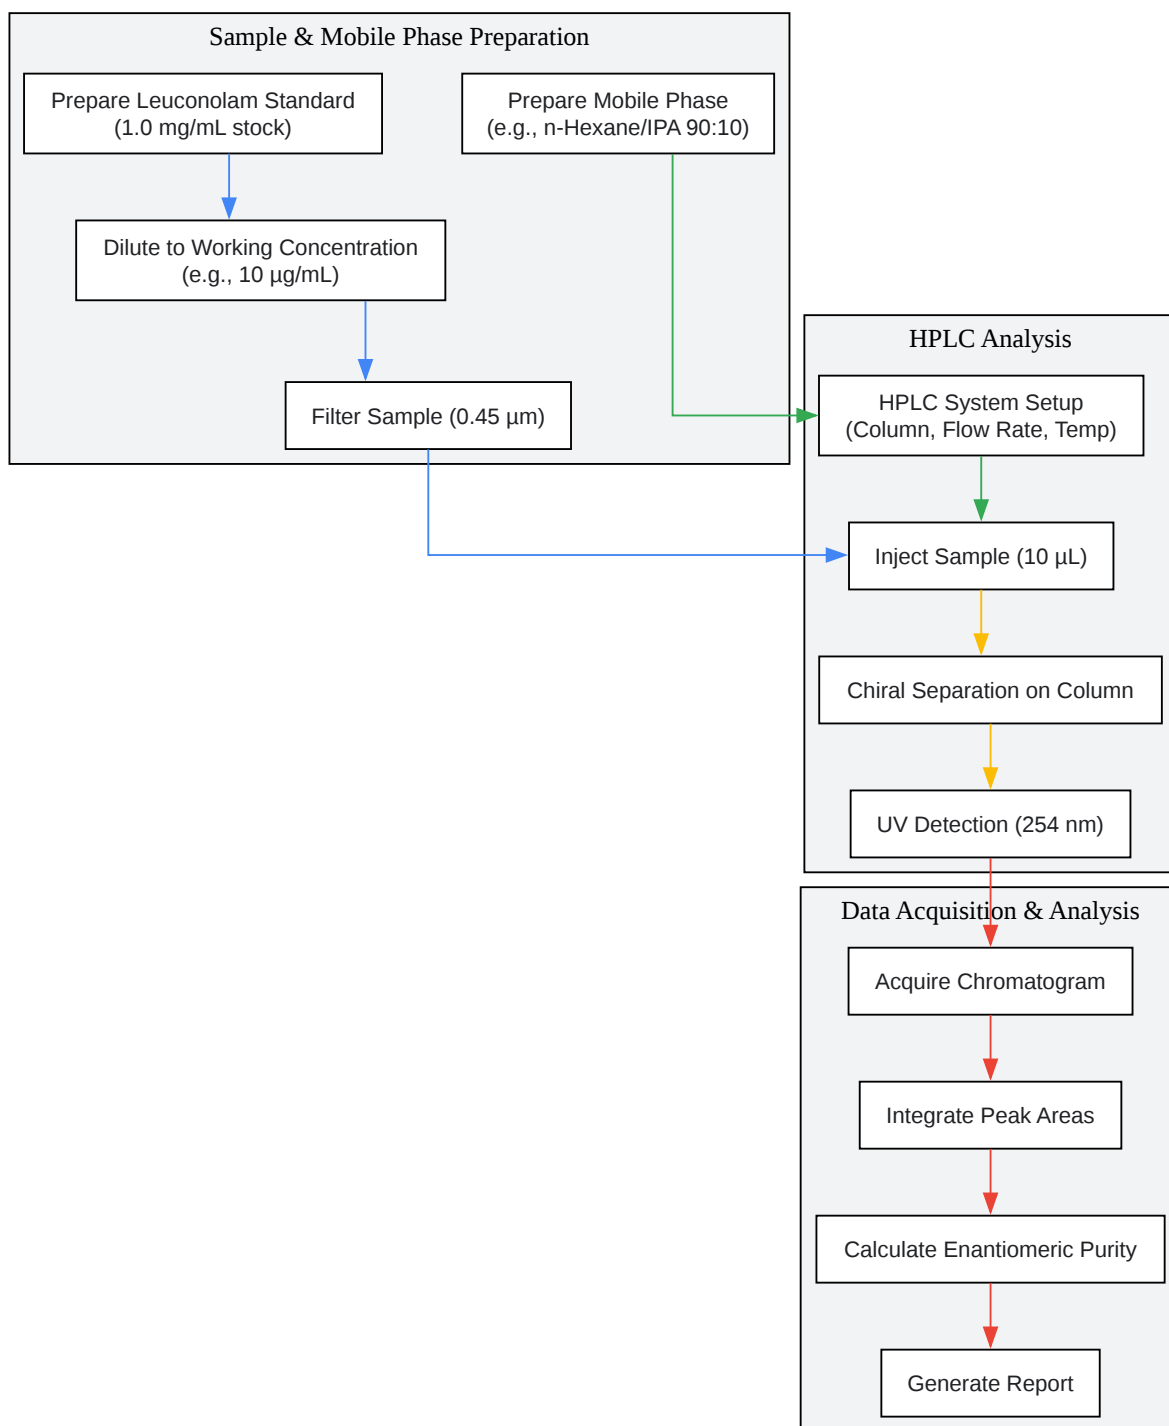 Sample & Mobile Phase Preparation
Prepare Leuconolam Standard
(1.0 mg/mL stock)
Prepare Mobile Phase
(e.g., n-Hexane/IPA 90:10)
Dilute to Working Concentration
(e.g., 10 µg/mL)
Filter Sample (0.45 µm)
HPLC Analysis
HPLC System Setup
(Column, Flow Rate, Temp)
Inject Sample (10 µL)
Chiral Separation on Column
UV Detection (254 nm)
Data Acquisition & Analysis
Acquire Chromatogram
Integrate Peak Areas
Calculate Enantiomeric Purity
Generate Report